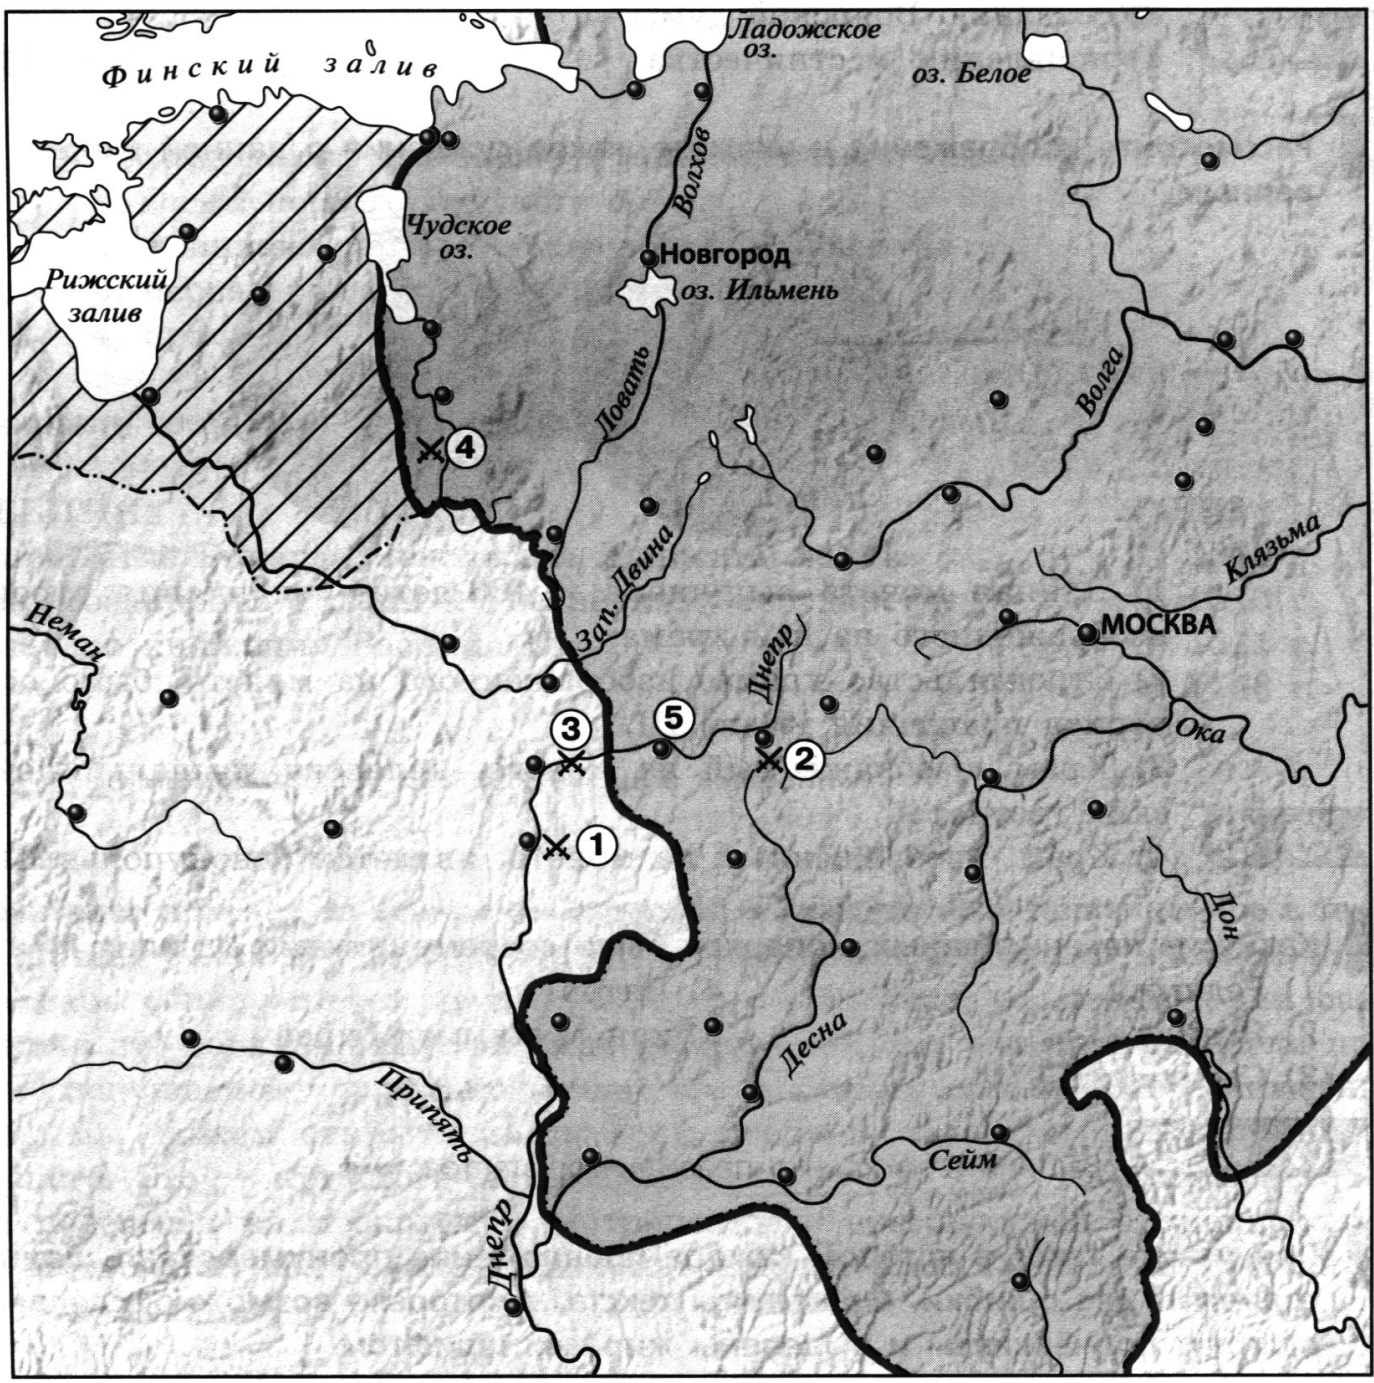 Ладожское
оз.
Финский залив
оз. Белое
Волхов
Чудское
оз.
Новгород
Рижский
залив
оз. Ильмень
Ловать
Волга
4
Клязьма
Зап. Двина
Неман
МОСКВА
Днепр
3
5
Ока
2
1
Дон
Десна
Припять
Сейм
Днепр